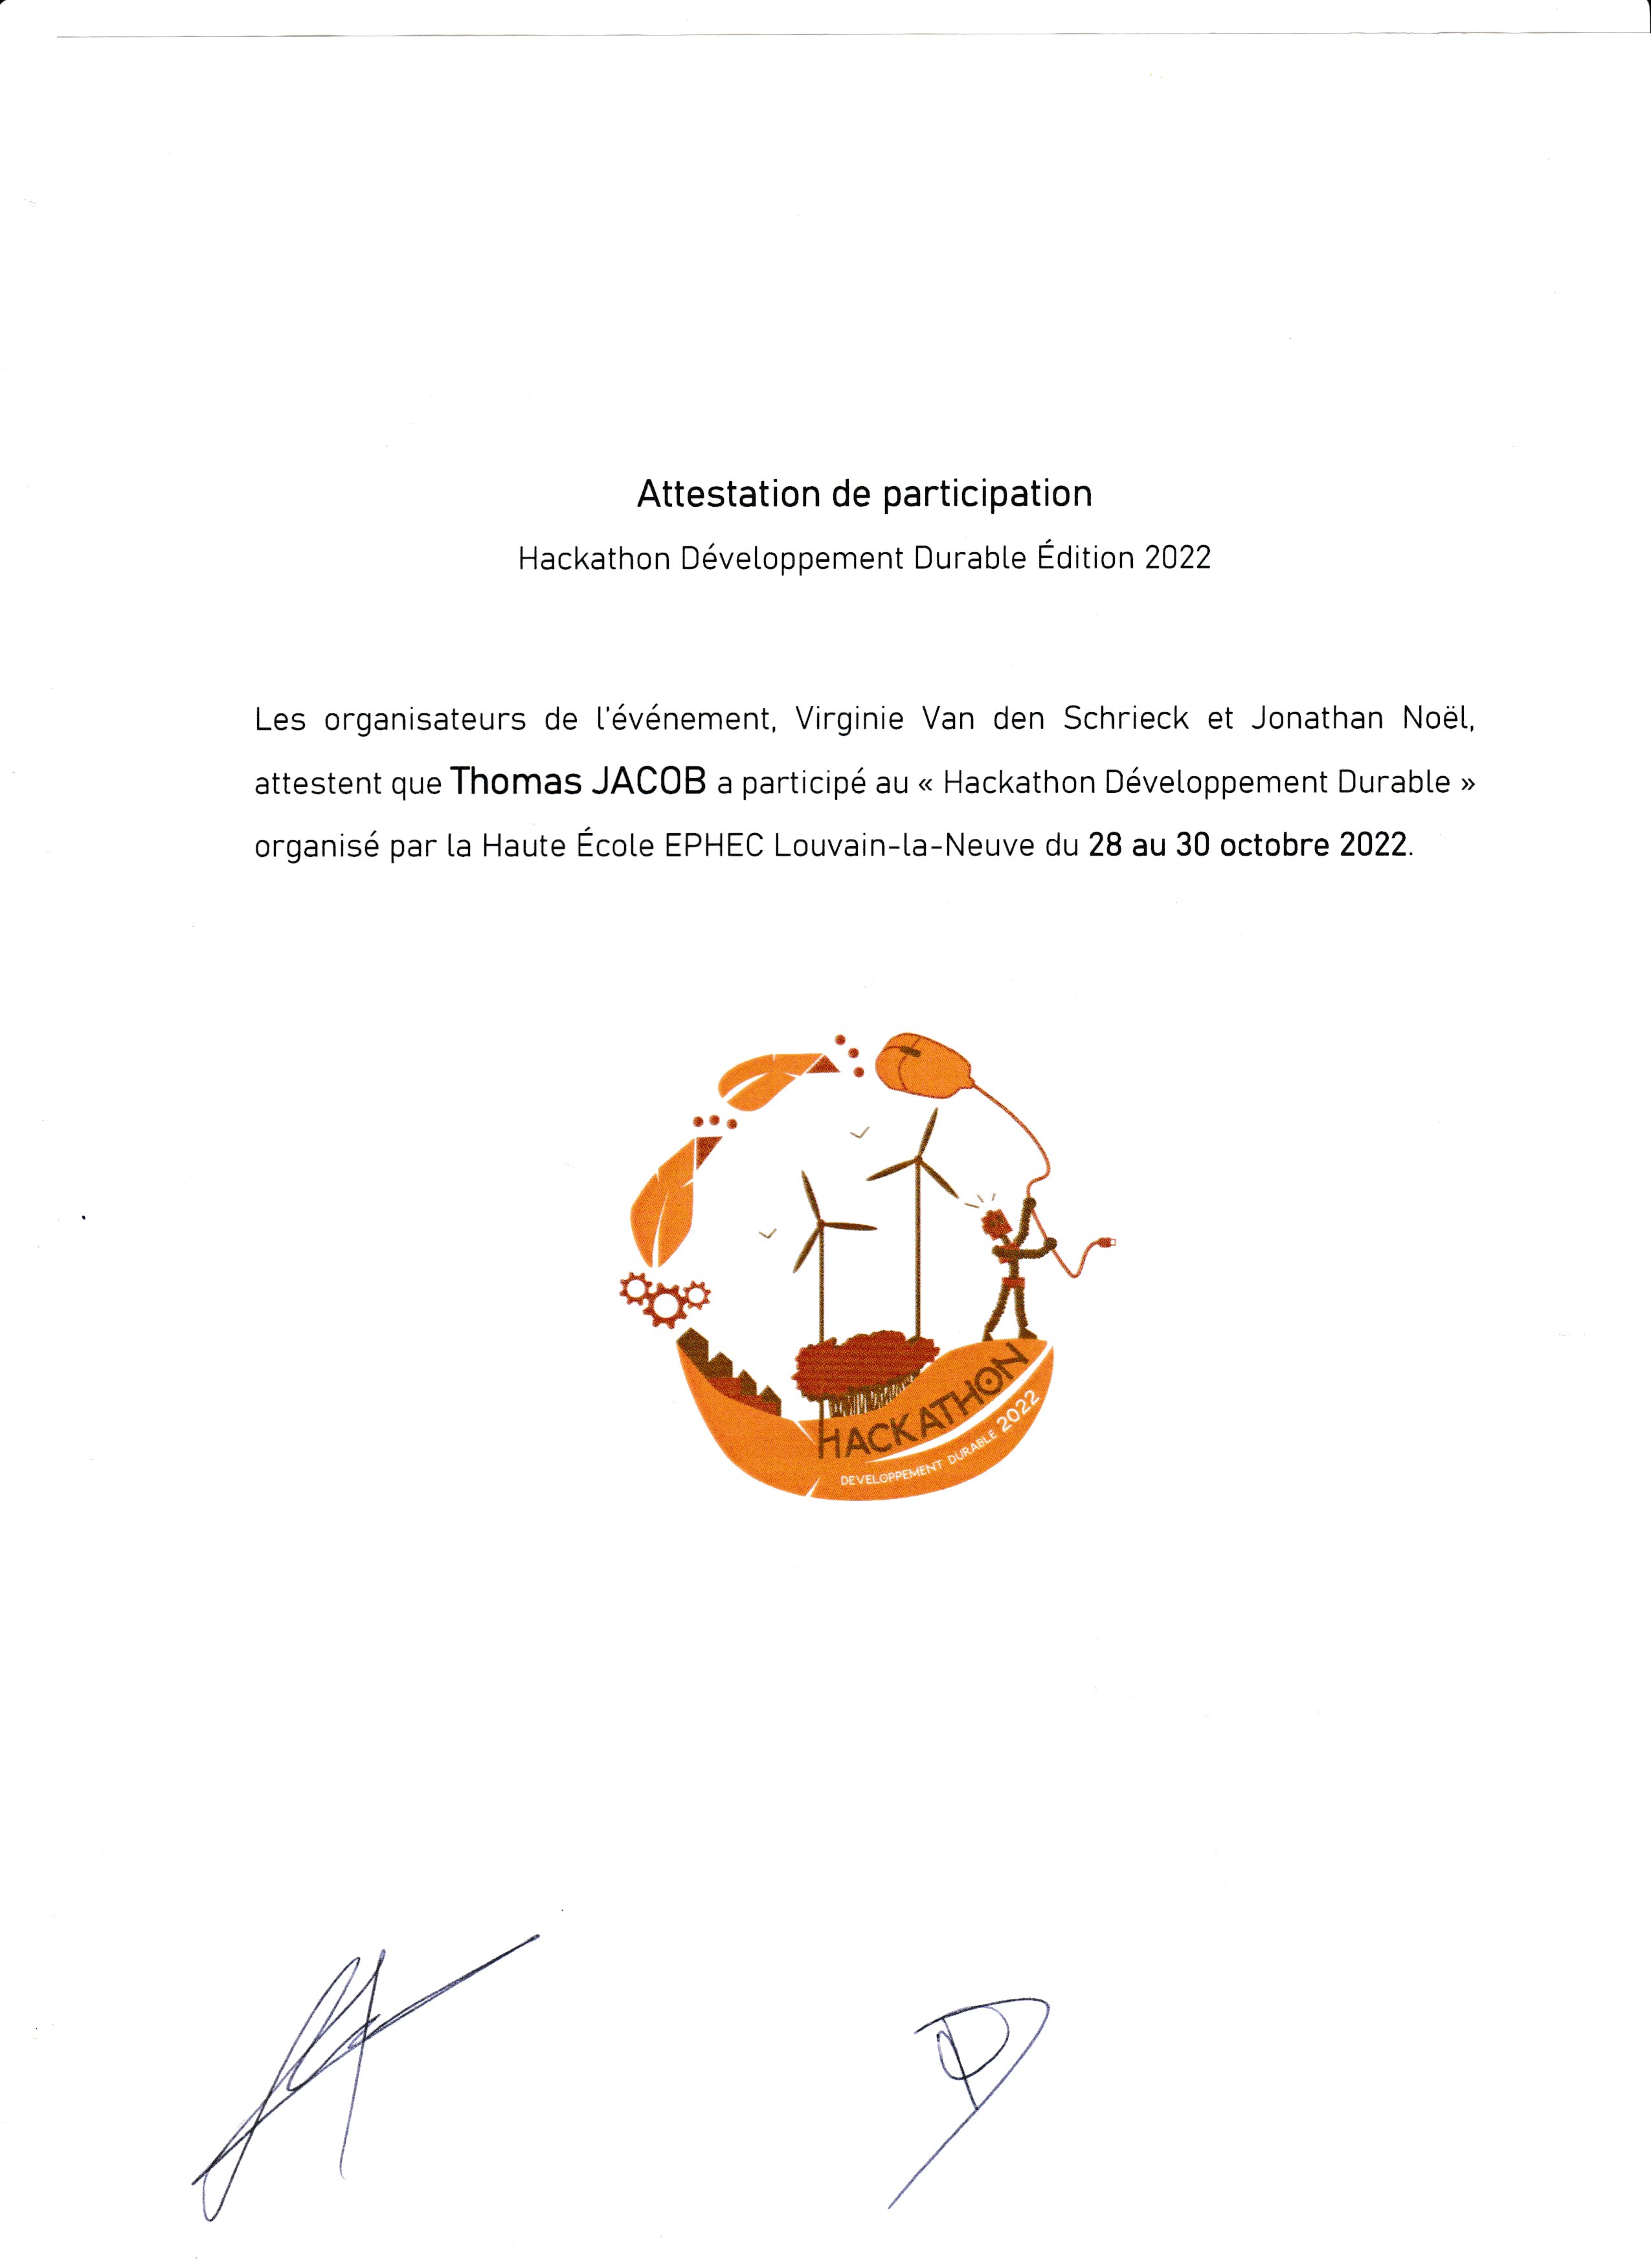 Attestation de participation
Hackathon Développement Durable Édition 2022
Les organisateurs de l'événement, Virginie Van den Schrieck et Jonathan Noël,
attestent que Thomas JACOB a participé au « Hackathon Développement Durable »
organisé par la Haute École EPHEC Louvain-la-Neuve du 28 au 30 octobre 2022.
HACKATHON
DEVELOPPEMENT DURABLE 2022